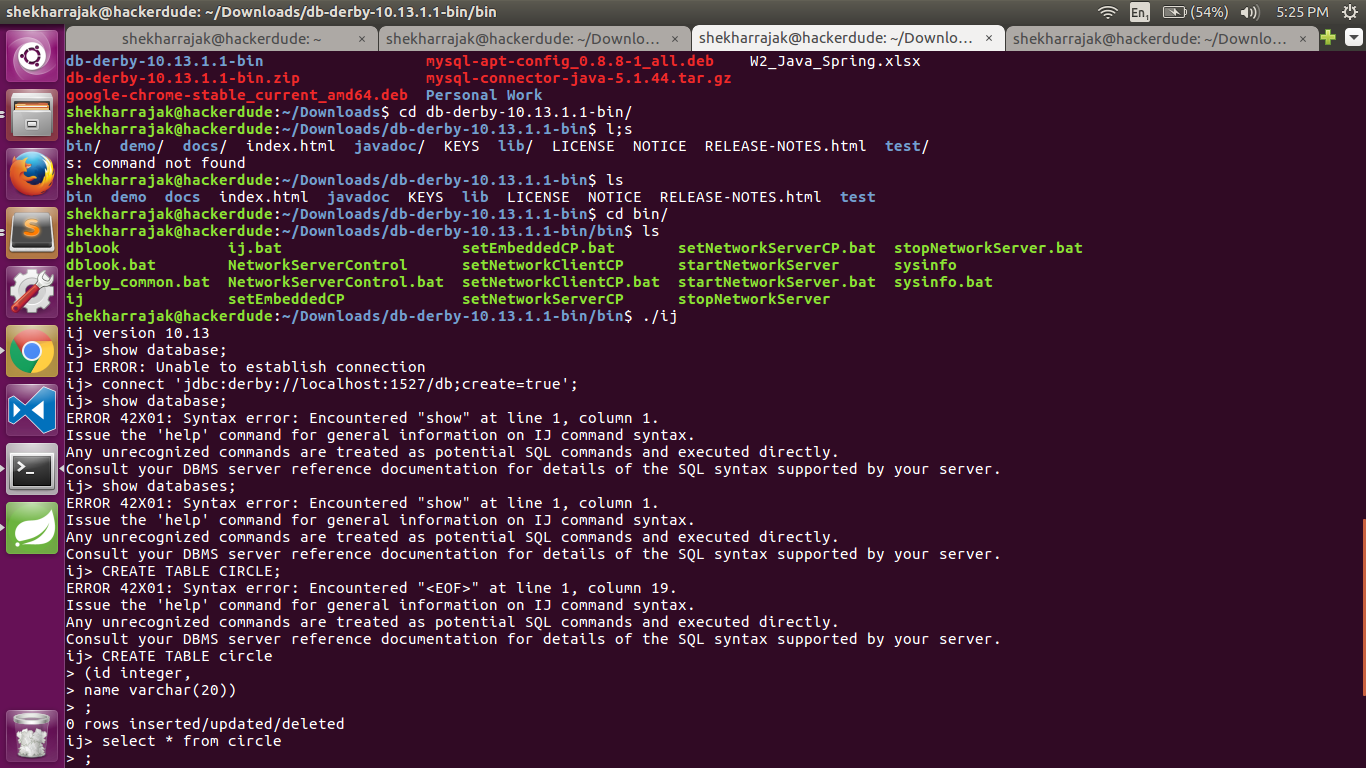 shekharrajak@hackerdude: ~/Downloads/db-derby-10.13.1.1-bin/bin
En1 (54%) 5:25 PM
shekharrajak@hackerdude: ~ × shekharrajak@hackerdude: ~/Downlo... × shekharrajak@hackerdude: ~/Downlo... × shekharrajak@hackerdude: ~/Downlo... ×
db-derby-10.13.1.1-bin mysql-apt-config_0.8.8-1_all.deb W2_Java_Spring.xlsx
db-derby-10.13.1.1-bin.zip mysql-connector-java-5.1.44.tar.gz
google-chrome-stable_current_amd64.deb Personal Work
shekharrajak@hackerdude:~/Downloads$ cd db-derby-10.13.1.1-bin/
shekharrajak@hackerdude:~/Downloads/db-derby-10.13.1.1-bin$ l;s
bin/ demo/ docs/ index.html javadoc/ KEYS lib/ LICENSE NOTICE RELEASE-NOTES.html test/
s: command not found
shekharrajak@hackerdude:~/Downloads/db-derby-10.13.1.1-bin$ ls
bin demo docs index.html javadoc KEYS lib LICENSE NOTICE RELEASE-NOTES.html test
shekharrajak@hackerdude:~/Downloads/db-derby-10.13.1.1-bin$ cd bin/
shekharrajak@hackerdude:~/Downloads/db-derby-10.13.1.1-bin/bin$ ls
dblook ij.bat setEmbeddedCP.bat setNetworkServerCP.bat stopNetworkServer.bat
dblook.bat NetworkServerControl setNetworkClientCP startNetworkServer sysinfo
derby_common.bat NetworkServerControl.bat setNetworkClientCP.bat startNetworkServer.bat sysinfo.bat
ij setEmbeddedCP setNetworkServerCP stopNetworkServer
shekharrajak@hackerdude:~/Downloads/db-derby-10.13.1.1-bin/bin$ ./ij
ij version 10.13
ij> show database;
IJ ERROR: Unable to establish connection
ij> connect 'jdbc:derby://localhost:1527/db;create=true';
ij> show database;
ERROR 42X01: Syntax error: Encountered "show" at line 1, column 1.
Issue the 'help' command for general information on IJ command syntax.
Any unrecognized commands are treated as potential SQL commands and executed directly.
Consult your DBMS server reference documentation for details of the SQL syntax supported by your server.
ij> show databases;
ERROR 42X01: Syntax error: Encountered "show" at line 1, column 1.
Issue the 'help' command for general information on IJ command syntax.
Any unrecognized commands are treated as potential SQL commands and executed directly.
Consult your DBMS server reference documentation for details of the SQL syntax supported by your server.
ij> CREATE TABLE CIRCLE;
ERROR 42X01: Syntax error: Encountered "<EOF>" at line 1, column 19.
Issue the 'help' command for general information on IJ command syntax.
Any unrecognized commands are treated as potential SQL commands and executed directly.
Consult your DBMS server reference documentation for details of the SQL syntax supported by your server.
ij> CREATE TABLE circle
> (id integer,
> name varchar(20))
> ;
0 rows inserted/updated/deleted
ij> select * from circle
> ;